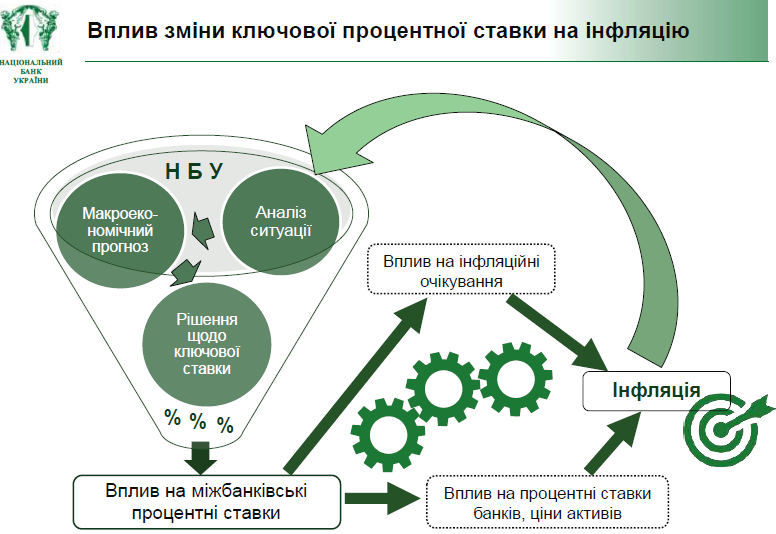 Вплив зміни ключової процентної ставки на інфляцію
НАЦІОНАЛЬНИЙ
БАНК
УКРАЇНИ
Н Б У
Макроеко-
номічний
прогноз
Аналіз
ситуації
Рішення
щодо
ключової
ставки
% % %
Вплив на інфляційні
очікування
Інфляція
Вплив на міжбанківські
процентні ставки
Вплив на процентні ставки
банків, ціни активів